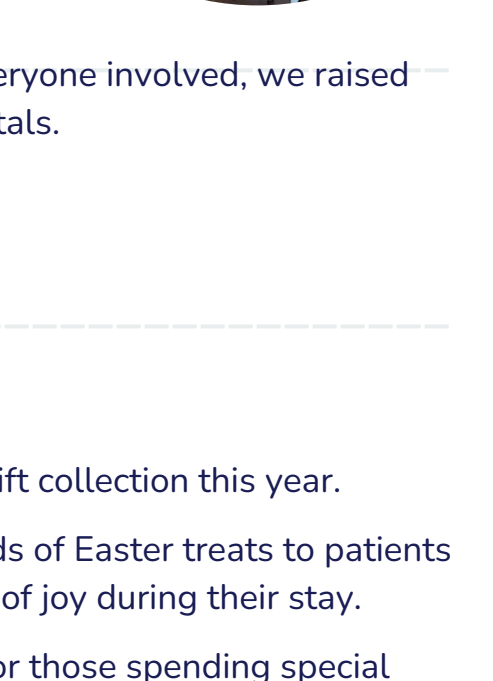 eryone involved, we raised
tals.
ift collection this year.
ds of Easter treats to patients
of joy during their stay.
or those spending special